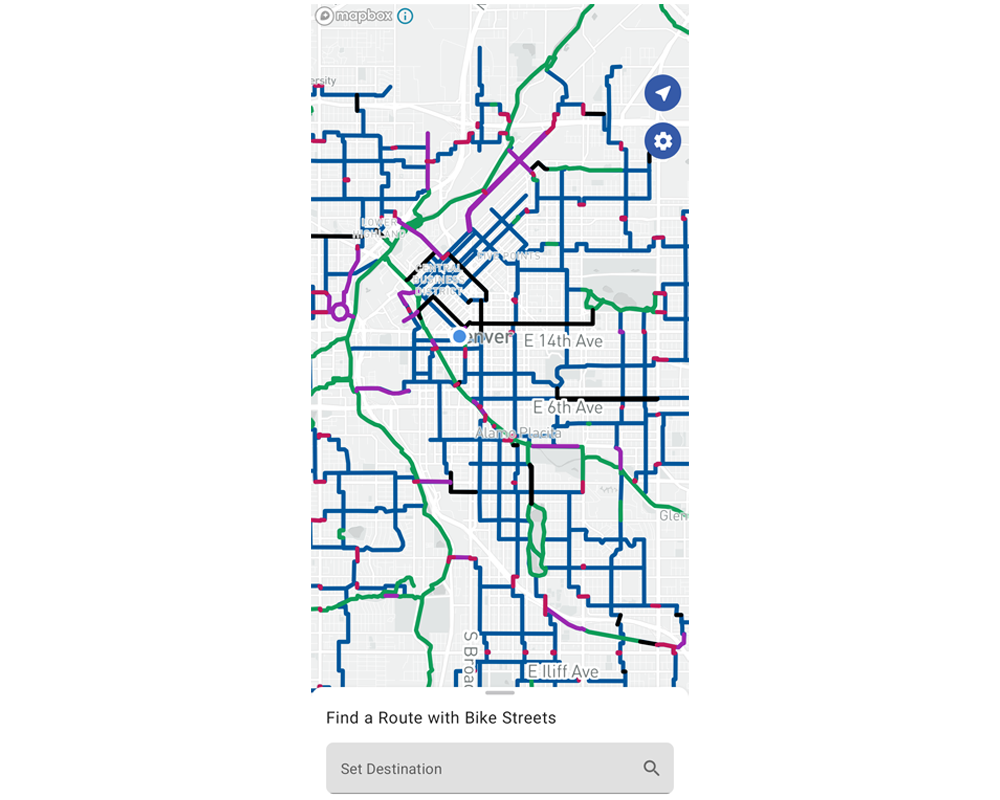 mapbox
ersity
LOWER
HIGHLAND
FIVE POINTS
CENTRAL
BUSINESS
DISTRICT
enver
E 14th Ave
E 6th Ave
Alamo Placita
Glen
S Broad
E Iliff Ave
Find a Route with Bike Streets
Set Destination